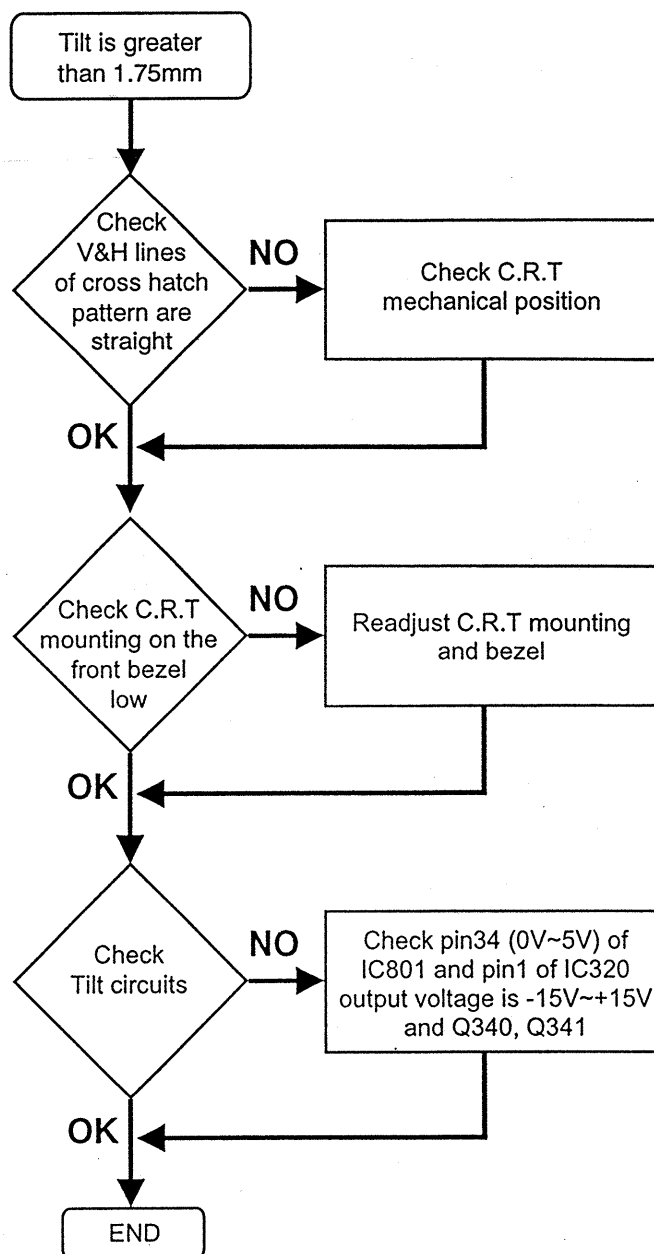 Tilt is greater
than 1.75mm
Check
V&H lines
of cross hatch
pattern are
straight
NO
Check C.R.T
mechanical position
OK
Check C.R.T
mounting on the
front bezel
low
NO
Readjust C.R.T mounting
and bezel
OK
Check
Tilt circuits
NO
Check pin34 (0V~5V) of
IC801 and pin1 of IC320
output voltage is -15V~+15V
and Q340, Q341
OK
END